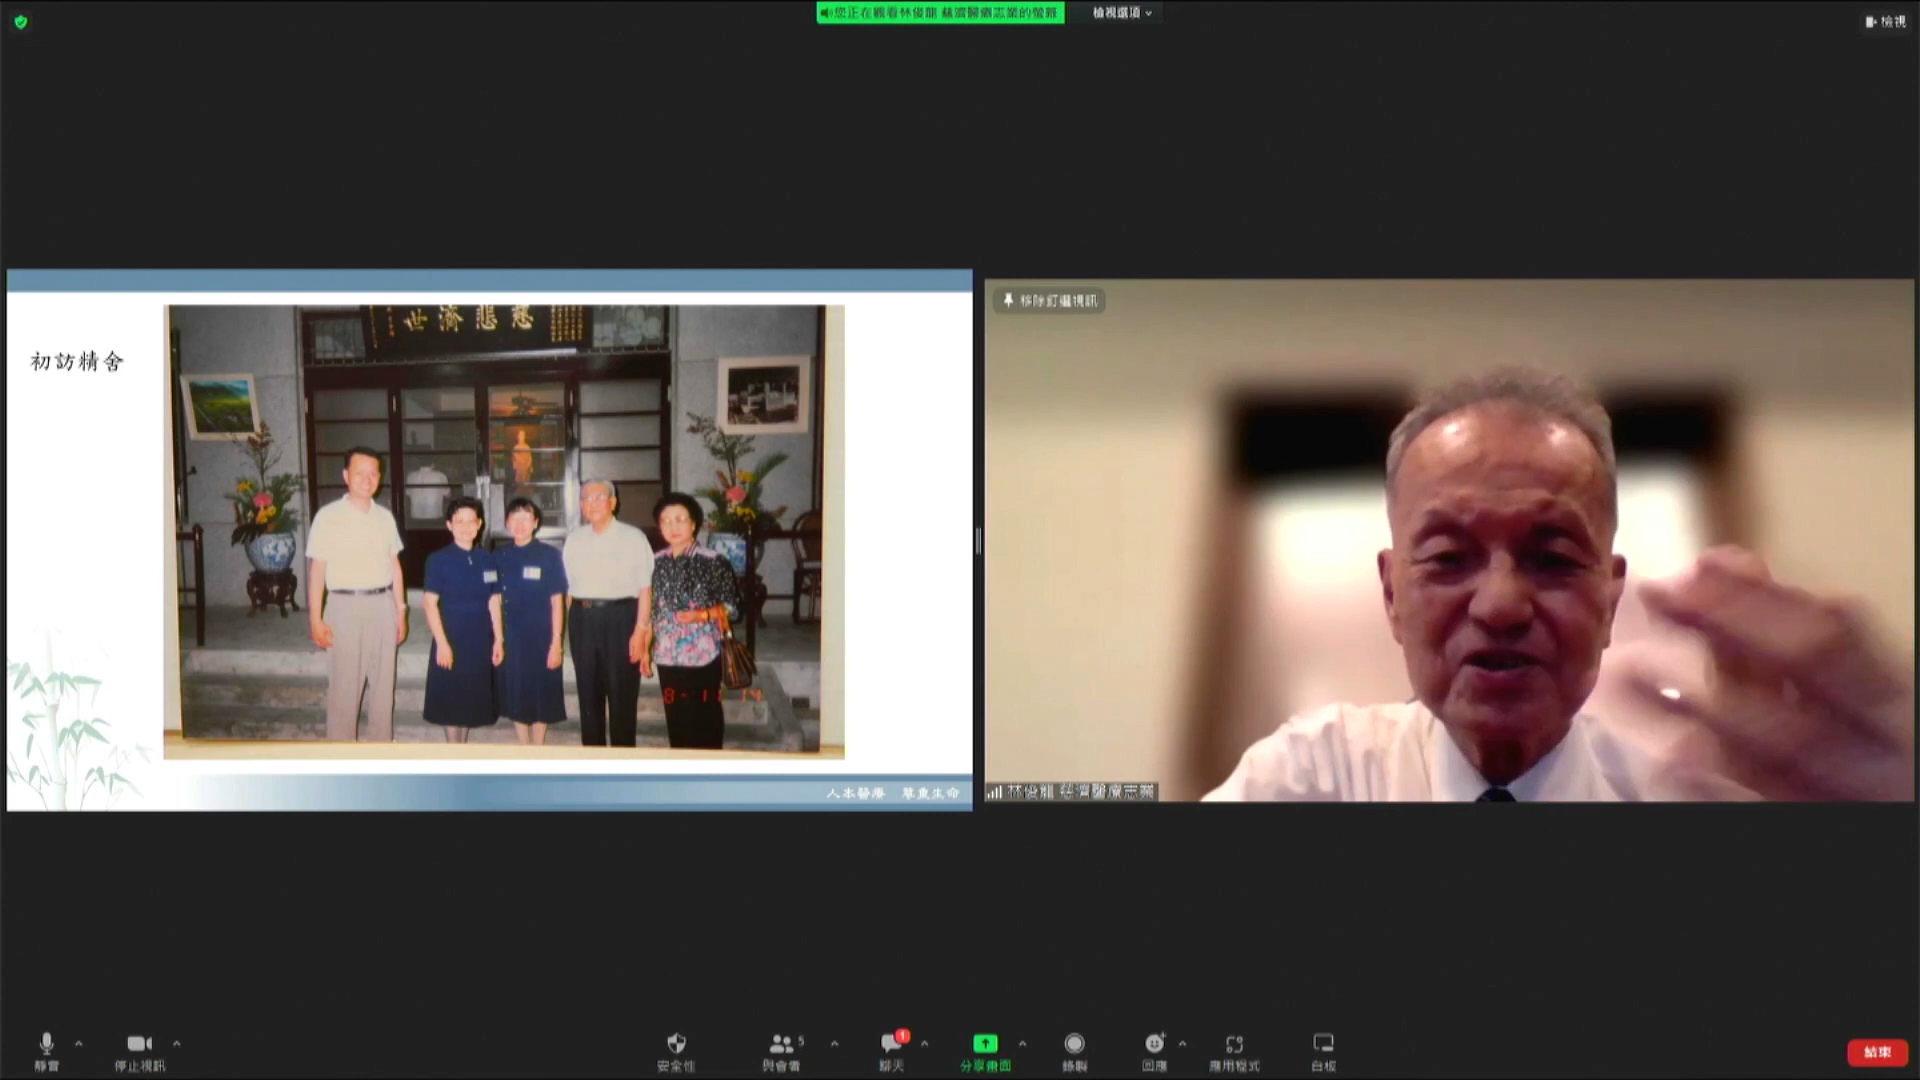 您正在觀看林俊龍 慈濟醫療志業的螢幕
檢視選項
檢視
初訪精舍
世濟悲慈
移除釘選視訊
人本醫療 尊重生命
林俊龍 慈濟醫療志業
靜音
停止視訊
安全性
與會者
5
聊天
1
分享畫面
錄製
回應
應用程式
白板
結束